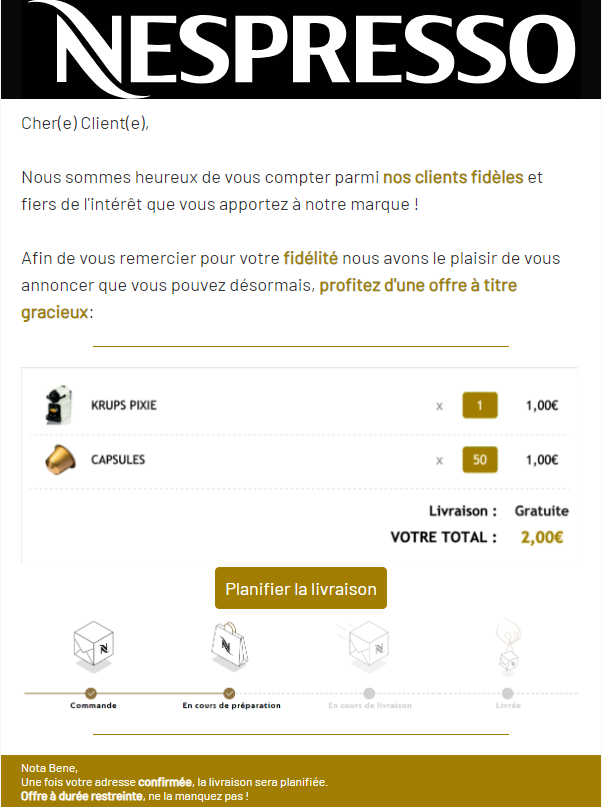 NESPRESSO
Cher(e) Client(e),
Nous sommes heureux de vous compter parmi nos clients fidèles et
fiers de l'intérêt que vous apportez à notre marque !
Afin de vous remercier pour votre fidélité nous avons le plaisir de vous
annoncer que vous pouvez désormais, profitez d'une offre à titre
gracieux:
KRUPS PIXIE x 1 1,00€
CAPSULES x 50 1,00€
Livraison : Gratuite
VOTRE TOTAL : 2,00€
Planifier la livraison
N N N N
Commande En cours de préparation En cours de livraison Livrée
Nota Bene,
Une fois votre adresse confirmée, la livraison sera planifiée.
Offre à durée restreinte, ne la manquez pas !